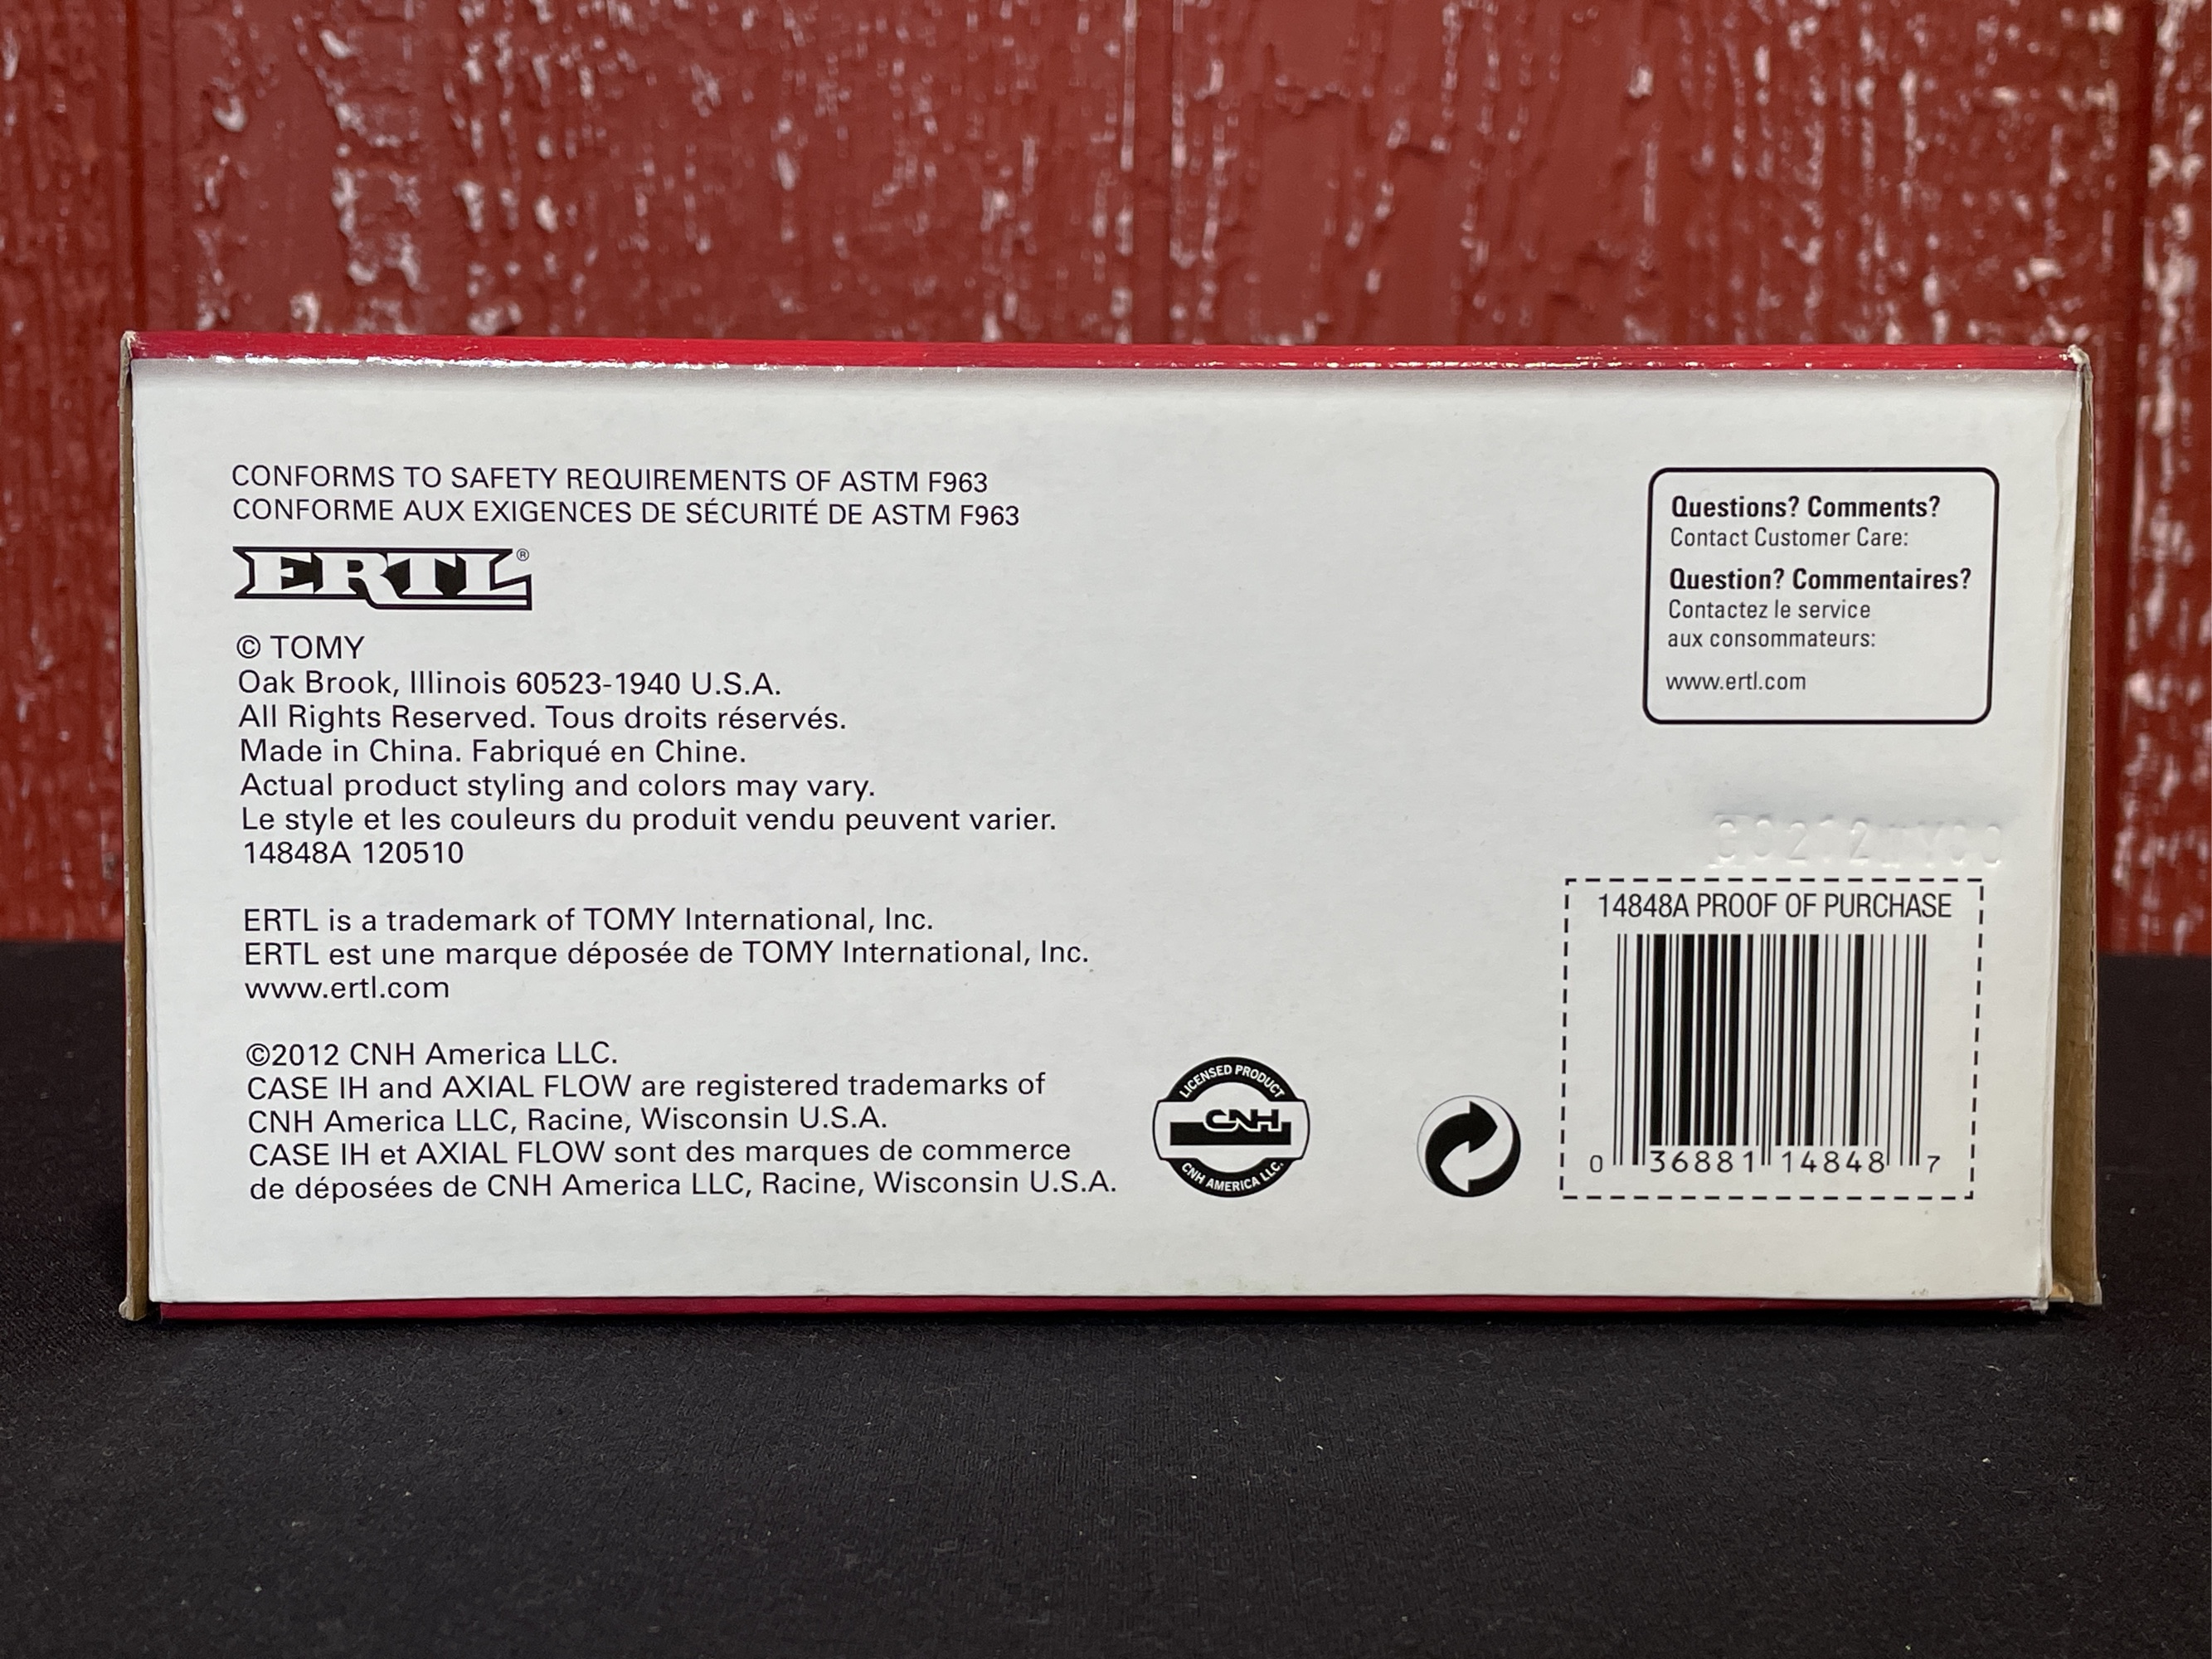 CONFORMS TO SAFETY REQUIREMENTS OF ASTM F963
CONFORME AUX EXIGENCES DE SÉCURITÉ DE ASTM F963
ERTL®
© TOMY
Oak Brook, Illinois 60523-1940 U.S.A.
All Rights Reserved. Tous droits réservés.
Made in China. Fabriqué en Chine.
Actual product styling and colors may vary.
Le style et les couleurs du produit vendu peuvent varier.
14848A 120510
ERTL is a trademark of TOMY International, Inc.
ERTL est une marque déposée de TOMY International, Inc.
www.ertl.com
©2012 CNH America LLC.
CASE IH and AXIAL FLOW are registered trademarks of
CNH America LLC, Racine, Wisconsin U.S.A.
CASE IH et AXIAL FLOW sont des marques de commerce
de déposées de CNH America LLC, Racine, Wisconsin U.S.A.
LICENSED PRODUCT
CNH
CNH AMERICA LLC.
Questions? Comments?
Contact Customer Care:
Question? Commentaires?
Contactez le service
aux consommateurs:
www.ertl.com
14848A PROOF OF PURCHASE
0 36881 14848 7